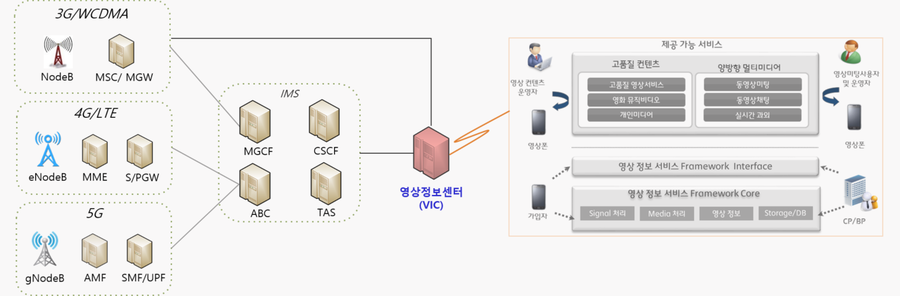 3G/WCDMA
NodeB
MSC/ MGW
4G/LTE
eNodeB
MME
S/PGW
5G
gNodeB
AMF
SMF/UPF
IMS
MGCF
CSCF
ABC
TAS
영상정보센터
(VIC)
제공 가능 서비스
영상 컨텐츠
운영자
영상폰
고품질 컨텐츠
고품질 영상서비스
영화 뮤직비디오
개인미디어
양방향 멀티미디어
동영상미팅
동영상채팅
실시간 과외
영상미팅사용자
및 운영자
영상폰
영상 정보 서비스 Framework Interface
영상 정보 서비스 Framework Core
Signal 처리
Media 처리
영상 정보
Storage/DB
가입자
CP/BP